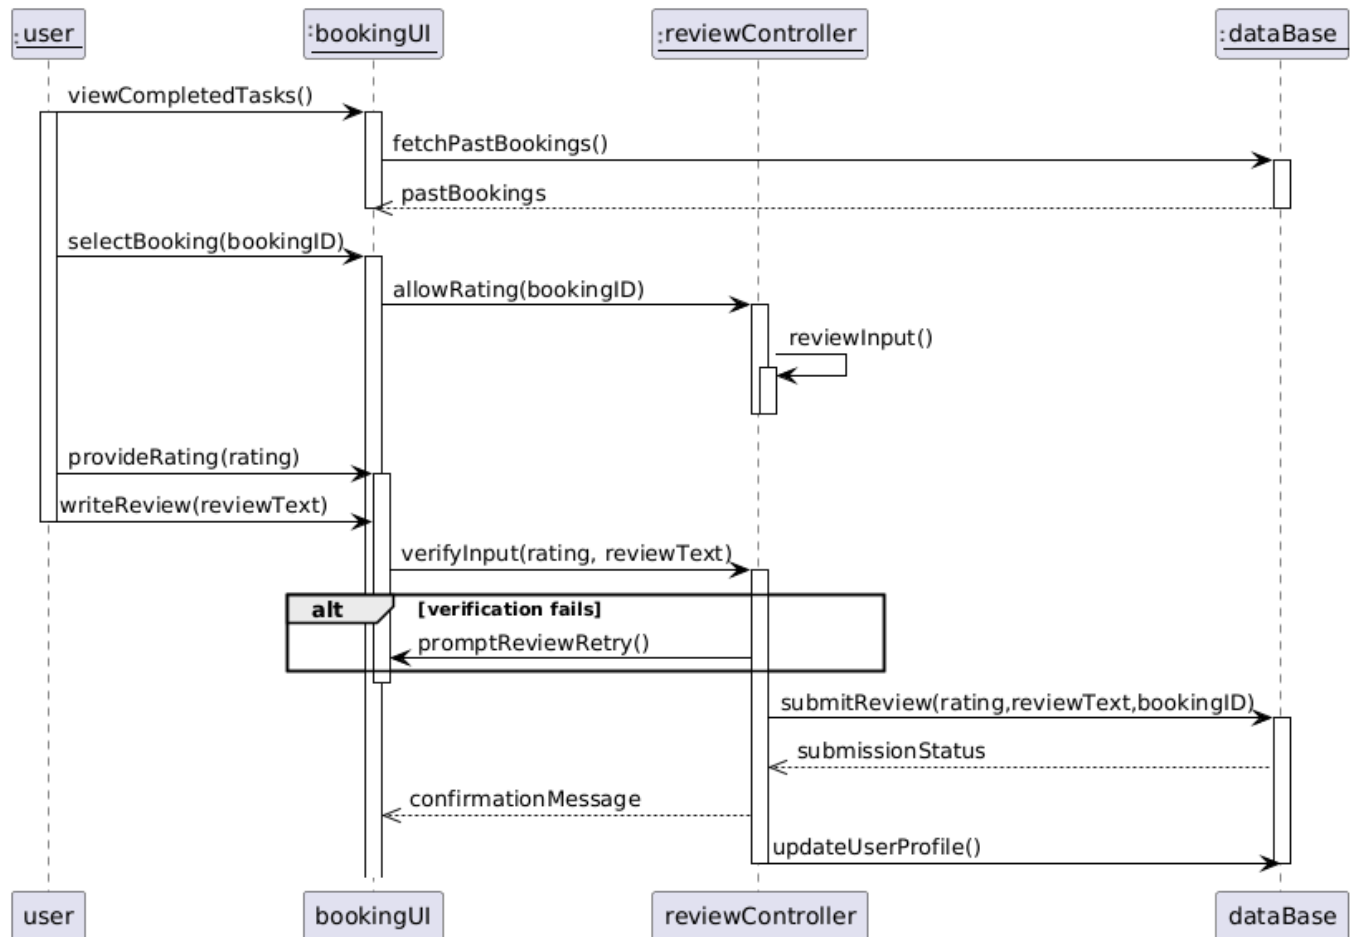 :user
:bookingUI
:reviewController
:dataBase
viewCompletedTasks()
fetchPastBookings()
pastBookings
selectBooking(bookingID)
allowRating(bookingID)
reviewInput()
provideRating(rating)
writeReview(reviewText)
verifyInput(rating, reviewText)
alt [verification fails]
promptReviewRetry()
submitReview(rating,reviewText,bookingID)
submissionStatus
confirmationMessage
updateUserProfile()
user
bookingUI
reviewController
dataBase